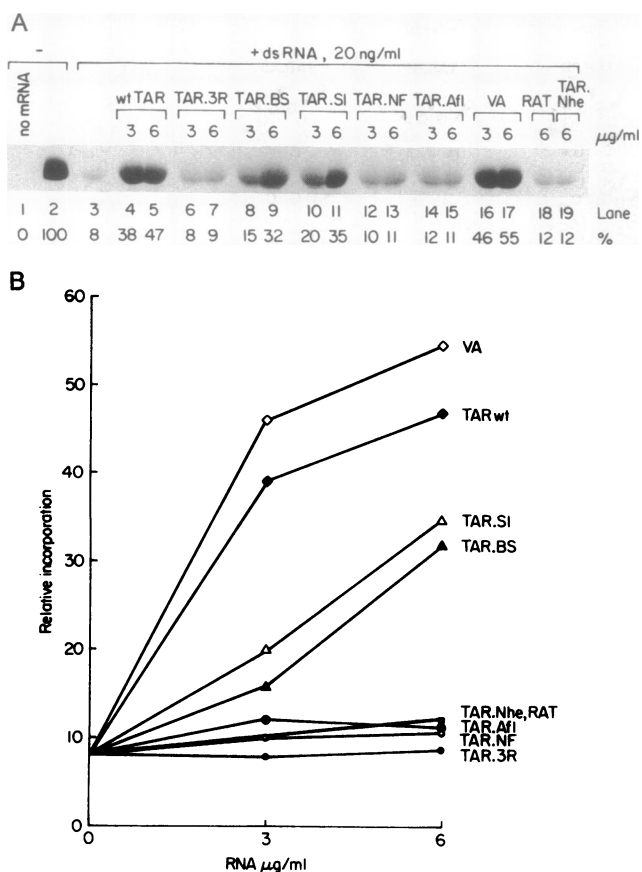 A
–
+dsRNA, 20 ng/ml
no mRNA
wt TAR TAR.3R TAR.BS TAR.SI TAR.NF TAR.AfI VA RAT TAR.Nhe
3 6 3 6 3 6 3 6 3 6 3 6 3 6 6 6 µg/ml
1 2 3 4 5 6 7 8 9 10 11 12 13 14 15 16 17 18 19 Lane
0 100 8 38 47 8 9 15 32 20 35 10 11 12 11 46 55 12 12 %
B
60
50
40
30
20
10
0
Relative incorporation
VA
TARwt
TAR.SI
TAR.BS
TAR.Nhe,RAT
TAR.AfI
TAR.NF
TAR.3R
0 3 6
RNA µg/ml